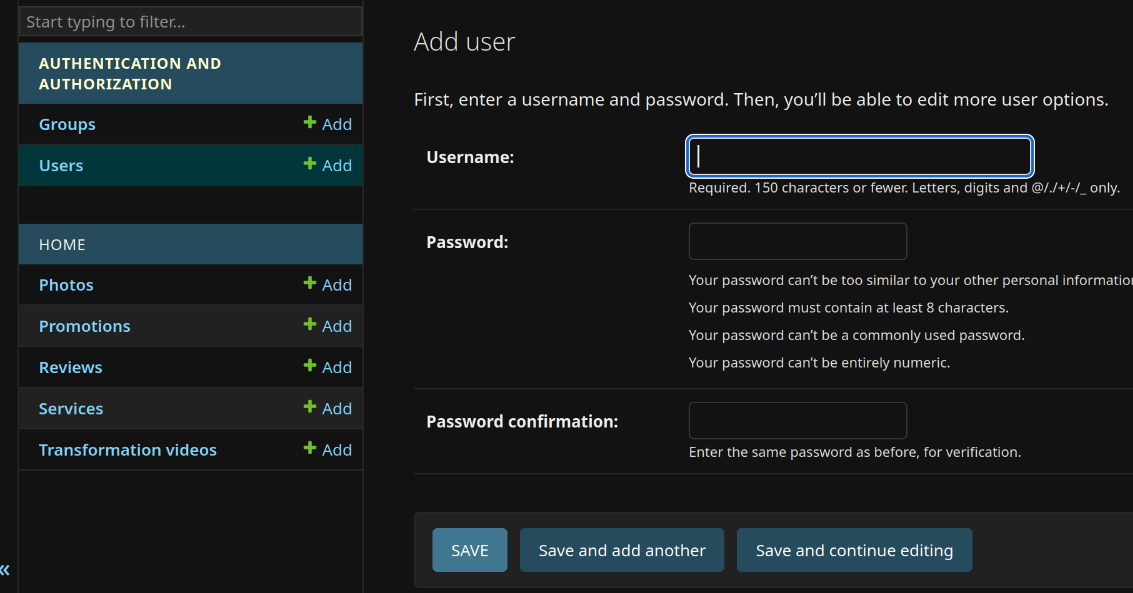 Start typing to filter...
AUTHENTICATION AND
AUTHORIZATION
Groups + Add
Users + Add
HOME
Photos + Add
Promotions + Add
Reviews + Add
Services + Add
Transformation videos + Add
«
Add user
First, enter a username and password. Then, you’ll be able to edit more user options.
Username:
Required. 150 characters or fewer. Letters, digits and @/./+/-/_ only.
Password:
Your password can’t be too similar to your other personal
Your password must contain at least 8 characters.
Your password can’t be a commonly used password.
Your password can’t be entirely numeric.
Password confirmation:
Enter the same password as before, for verification.
SAVE Save and add another Save and continue editing